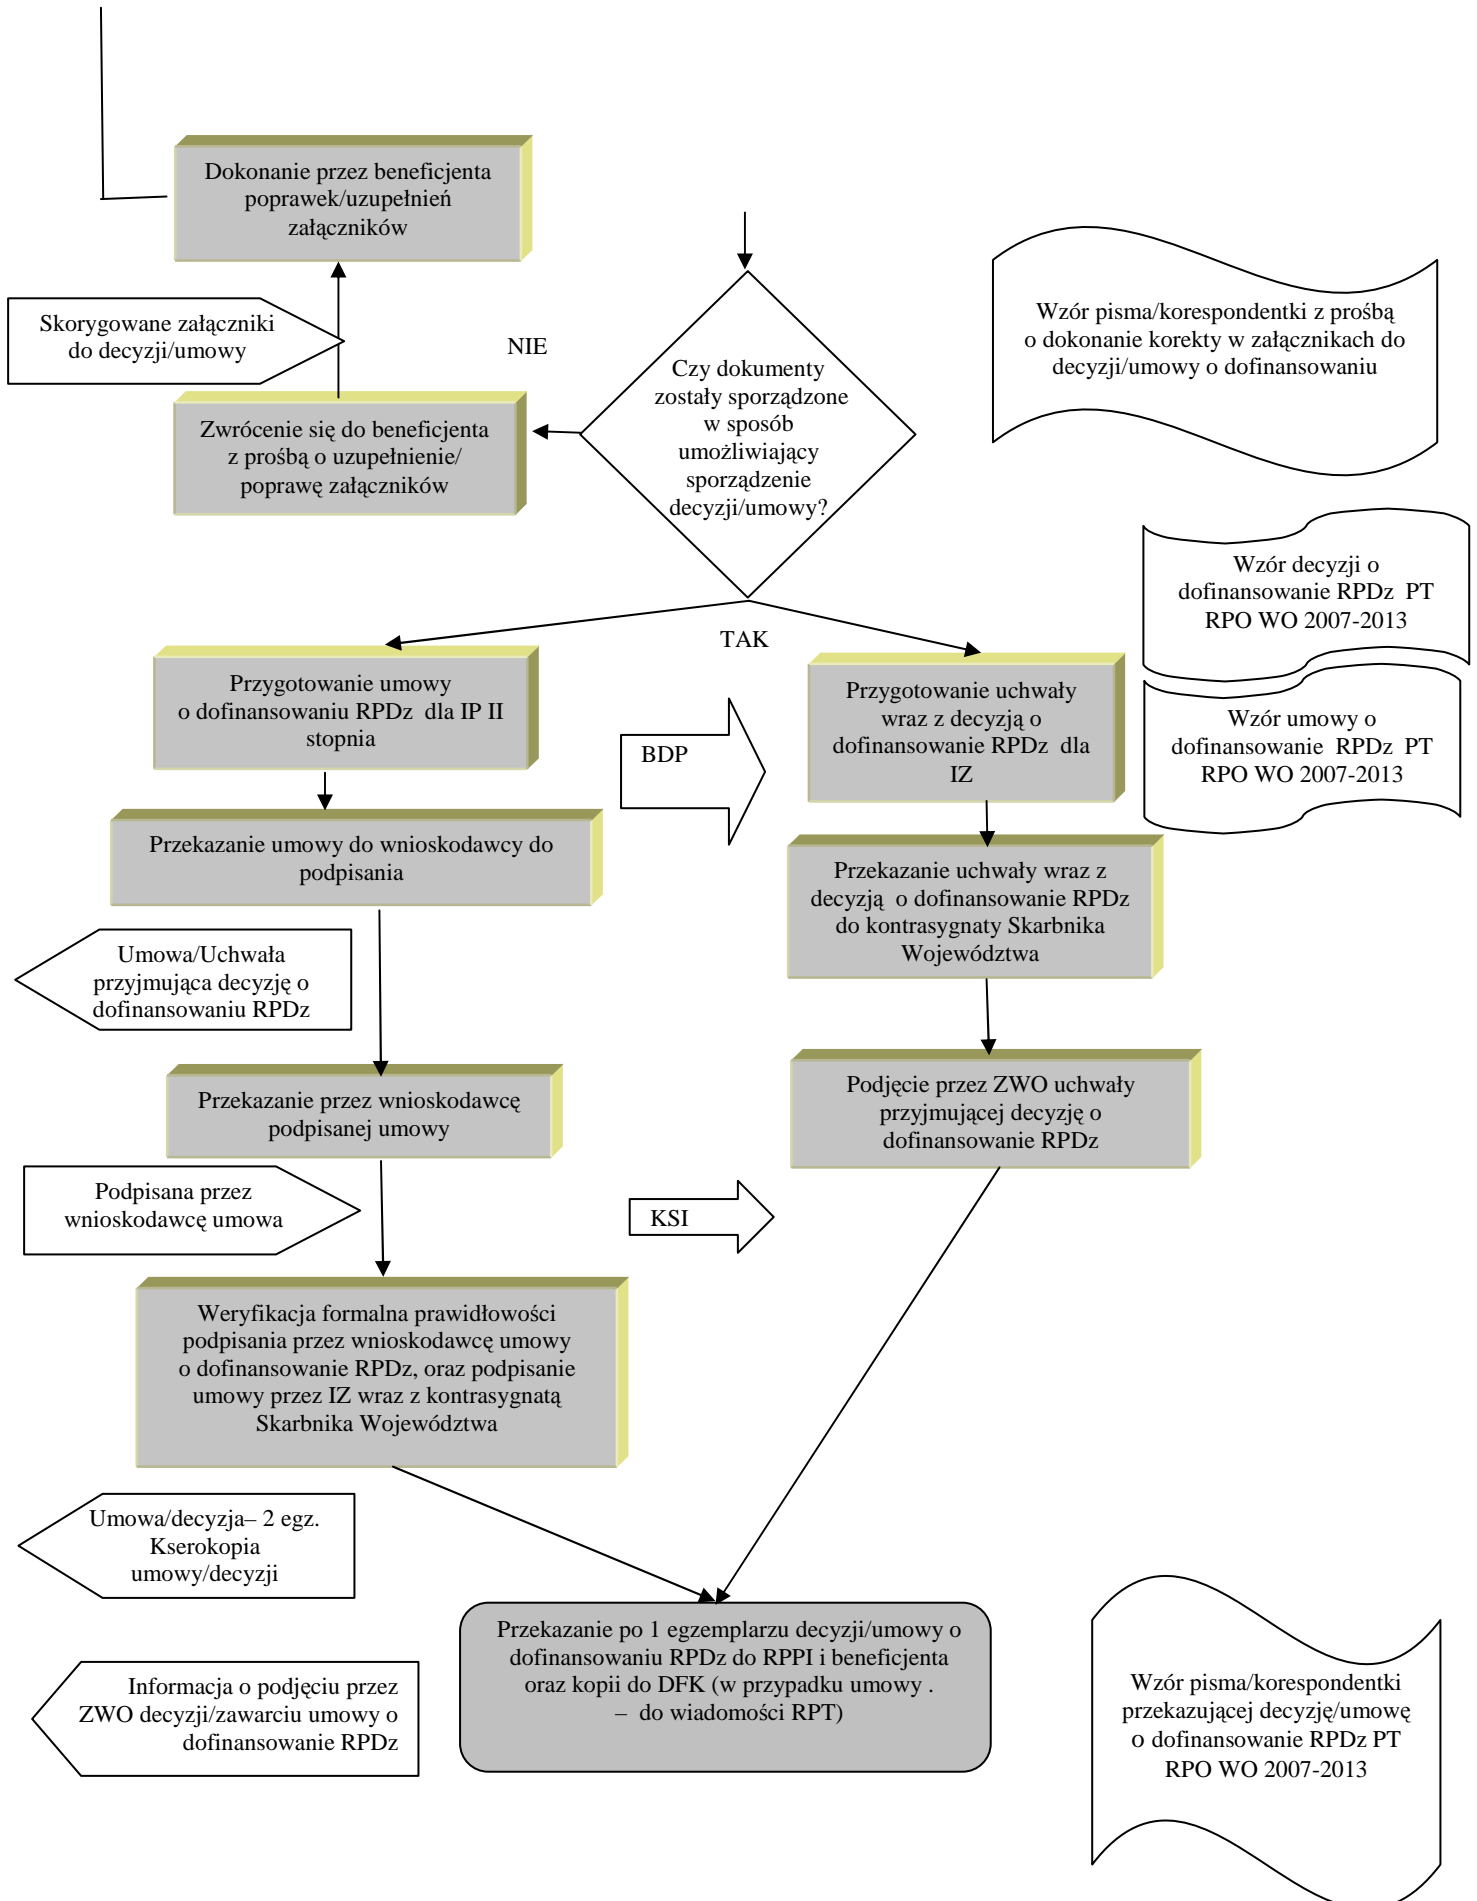 Dokonanie przez beneficjenta
poprawek/uzupełnień
załączników
Skorygowane załączniki
do decyzji/umowy
NIE
Czy dokumenty
zostały sporządzone
w sposób
umożliwiający
sporządzenie
decyzji/umowy?
Wzór pisma/korespondentki z prośbą
o dokonanie korekty w załącznikach do
decyzji/umowy o dofinansowaniu
Zwrócenie się do beneficjenta
z prośbą o uzupełnienie/
poprawę załączników
Wzór decyzji o
dofinansowanie RPDz PT
RPO WO 2007-2013
TAK
Przygotowanie umowy
o dofinansowaniu RPDz dla IP II
stopnia
BDP
Przygotowanie uchwały
wraz z decyzją o
dofinansowanie RPDz dla
IZ
Wzór umowy o
dofinansowanie RPDz PT
RPO WO 2007-2013
Przekazanie umowy do wnioskodawcy do
podpisania
Przekazanie uchwały wraz z
decyzją o dofinansowanie RPDz
do kontrasygnaty Skarbnika
Województwa
Umowa/Uchwała
przyjmująca decyzję o
dofinansowaniu RPDz
Przekazanie przez wnioskodawcę
podpisanej umowy
Podjęcie przez ZWO uchwały
przyjmującej decyzję o
dofinansowanie RPDz
Podpisana przez
wnioskodawcę umowa
KSI
Weryfikacja formalna prawidłowości
podpisania przez wnioskodawcę umowy
o dofinansowanie RPDz, oraz podpisanie
umowy przez IZ wraz z kontrasygnatą
Skarbnika Województwa
Umowa/decyzja– 2 egz.
Kserokopia
umowy/decyzji
Przekazanie po 1 egzemplarzu decyzji/umowy o
dofinansowaniu RPDz do RPPI i beneficjenta
oraz kopii do DFK (w przypadku umowy .
– do wiadomości RPT)
Informacja o podjęciu przez
ZWO decyzji/zawarciu umowy o
dofinansowanie RPDz
Wzór pisma/korespondentki
przekazującej decyzję/umowę
o dofinansowanie RPDz PT
RPO WO 2007-2013